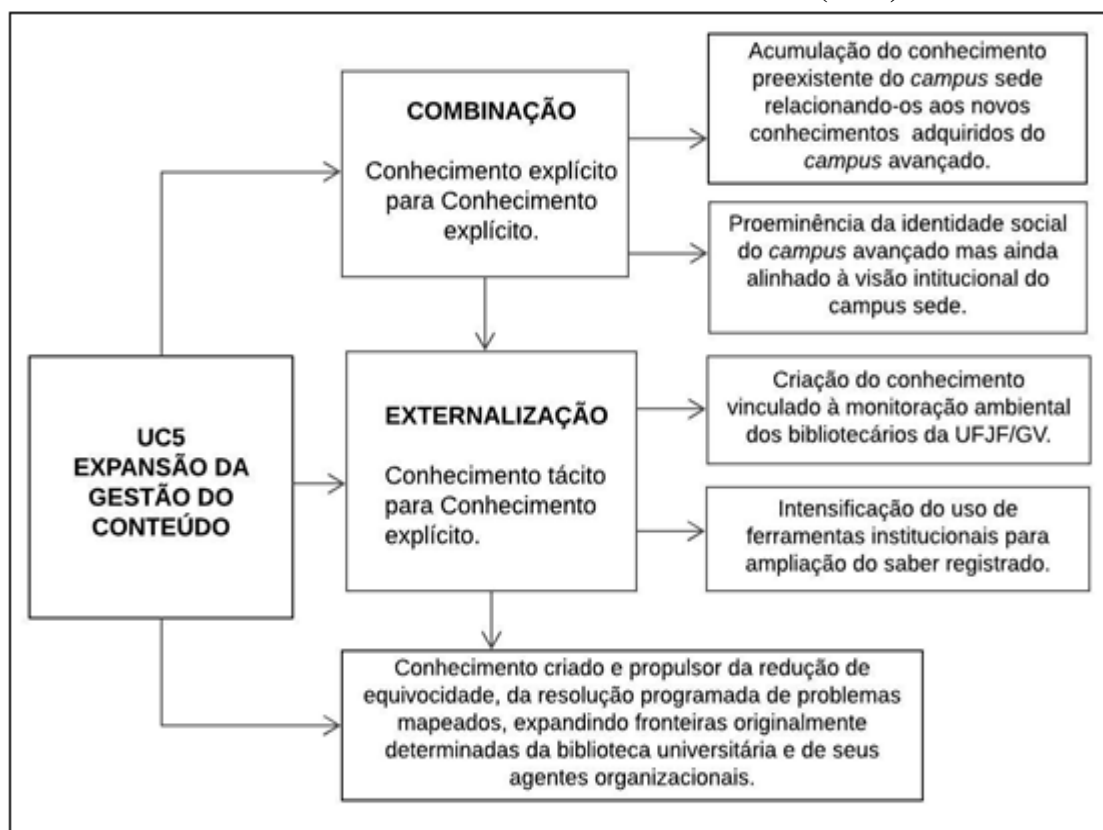 COMBINAÇÃO
Conhecimento explícito
para Conhecimento
explícito.
Acumulação do conhecimento
preexistente do campus sede
relacionando-os aos novos
conhecimentos adquiridos do
campus avançado.
Proeminência da identidade social
do campus avançado mas ainda
alinhado à visão intitucional do
campus sede.
UC5
EXPANSÃO DA
GESTÃO DO
CONTEÚDO
EXTERNALIZAÇÃO
Conhecimento tácito
para Conhecimento
explícito.
Criação do conhecimento
vinculado à monitoração ambiental
dos bibliotecários da UFJF/GV.
Intensificação do uso de
ferramentas institucionais para
ampliação do saber registrado.
Conhecimento criado e propulsor da redução de
equivocidade, da resolução programada de problemas
mapeados, expandindo fronteiras originalmente
determinadas da biblioteca universitária e de seus
agentes organizacionais.